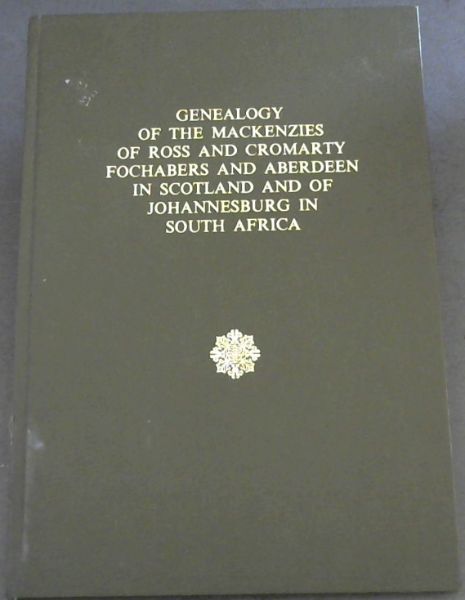 GENEALOGY
OF THE MACKENZIES
OF ROSS AND CROMARTY
FOCHABERS AND ABERDEEN
IN SCOTLAND AND OF
JOHANNESBURG IN
SOUTH AFRICA